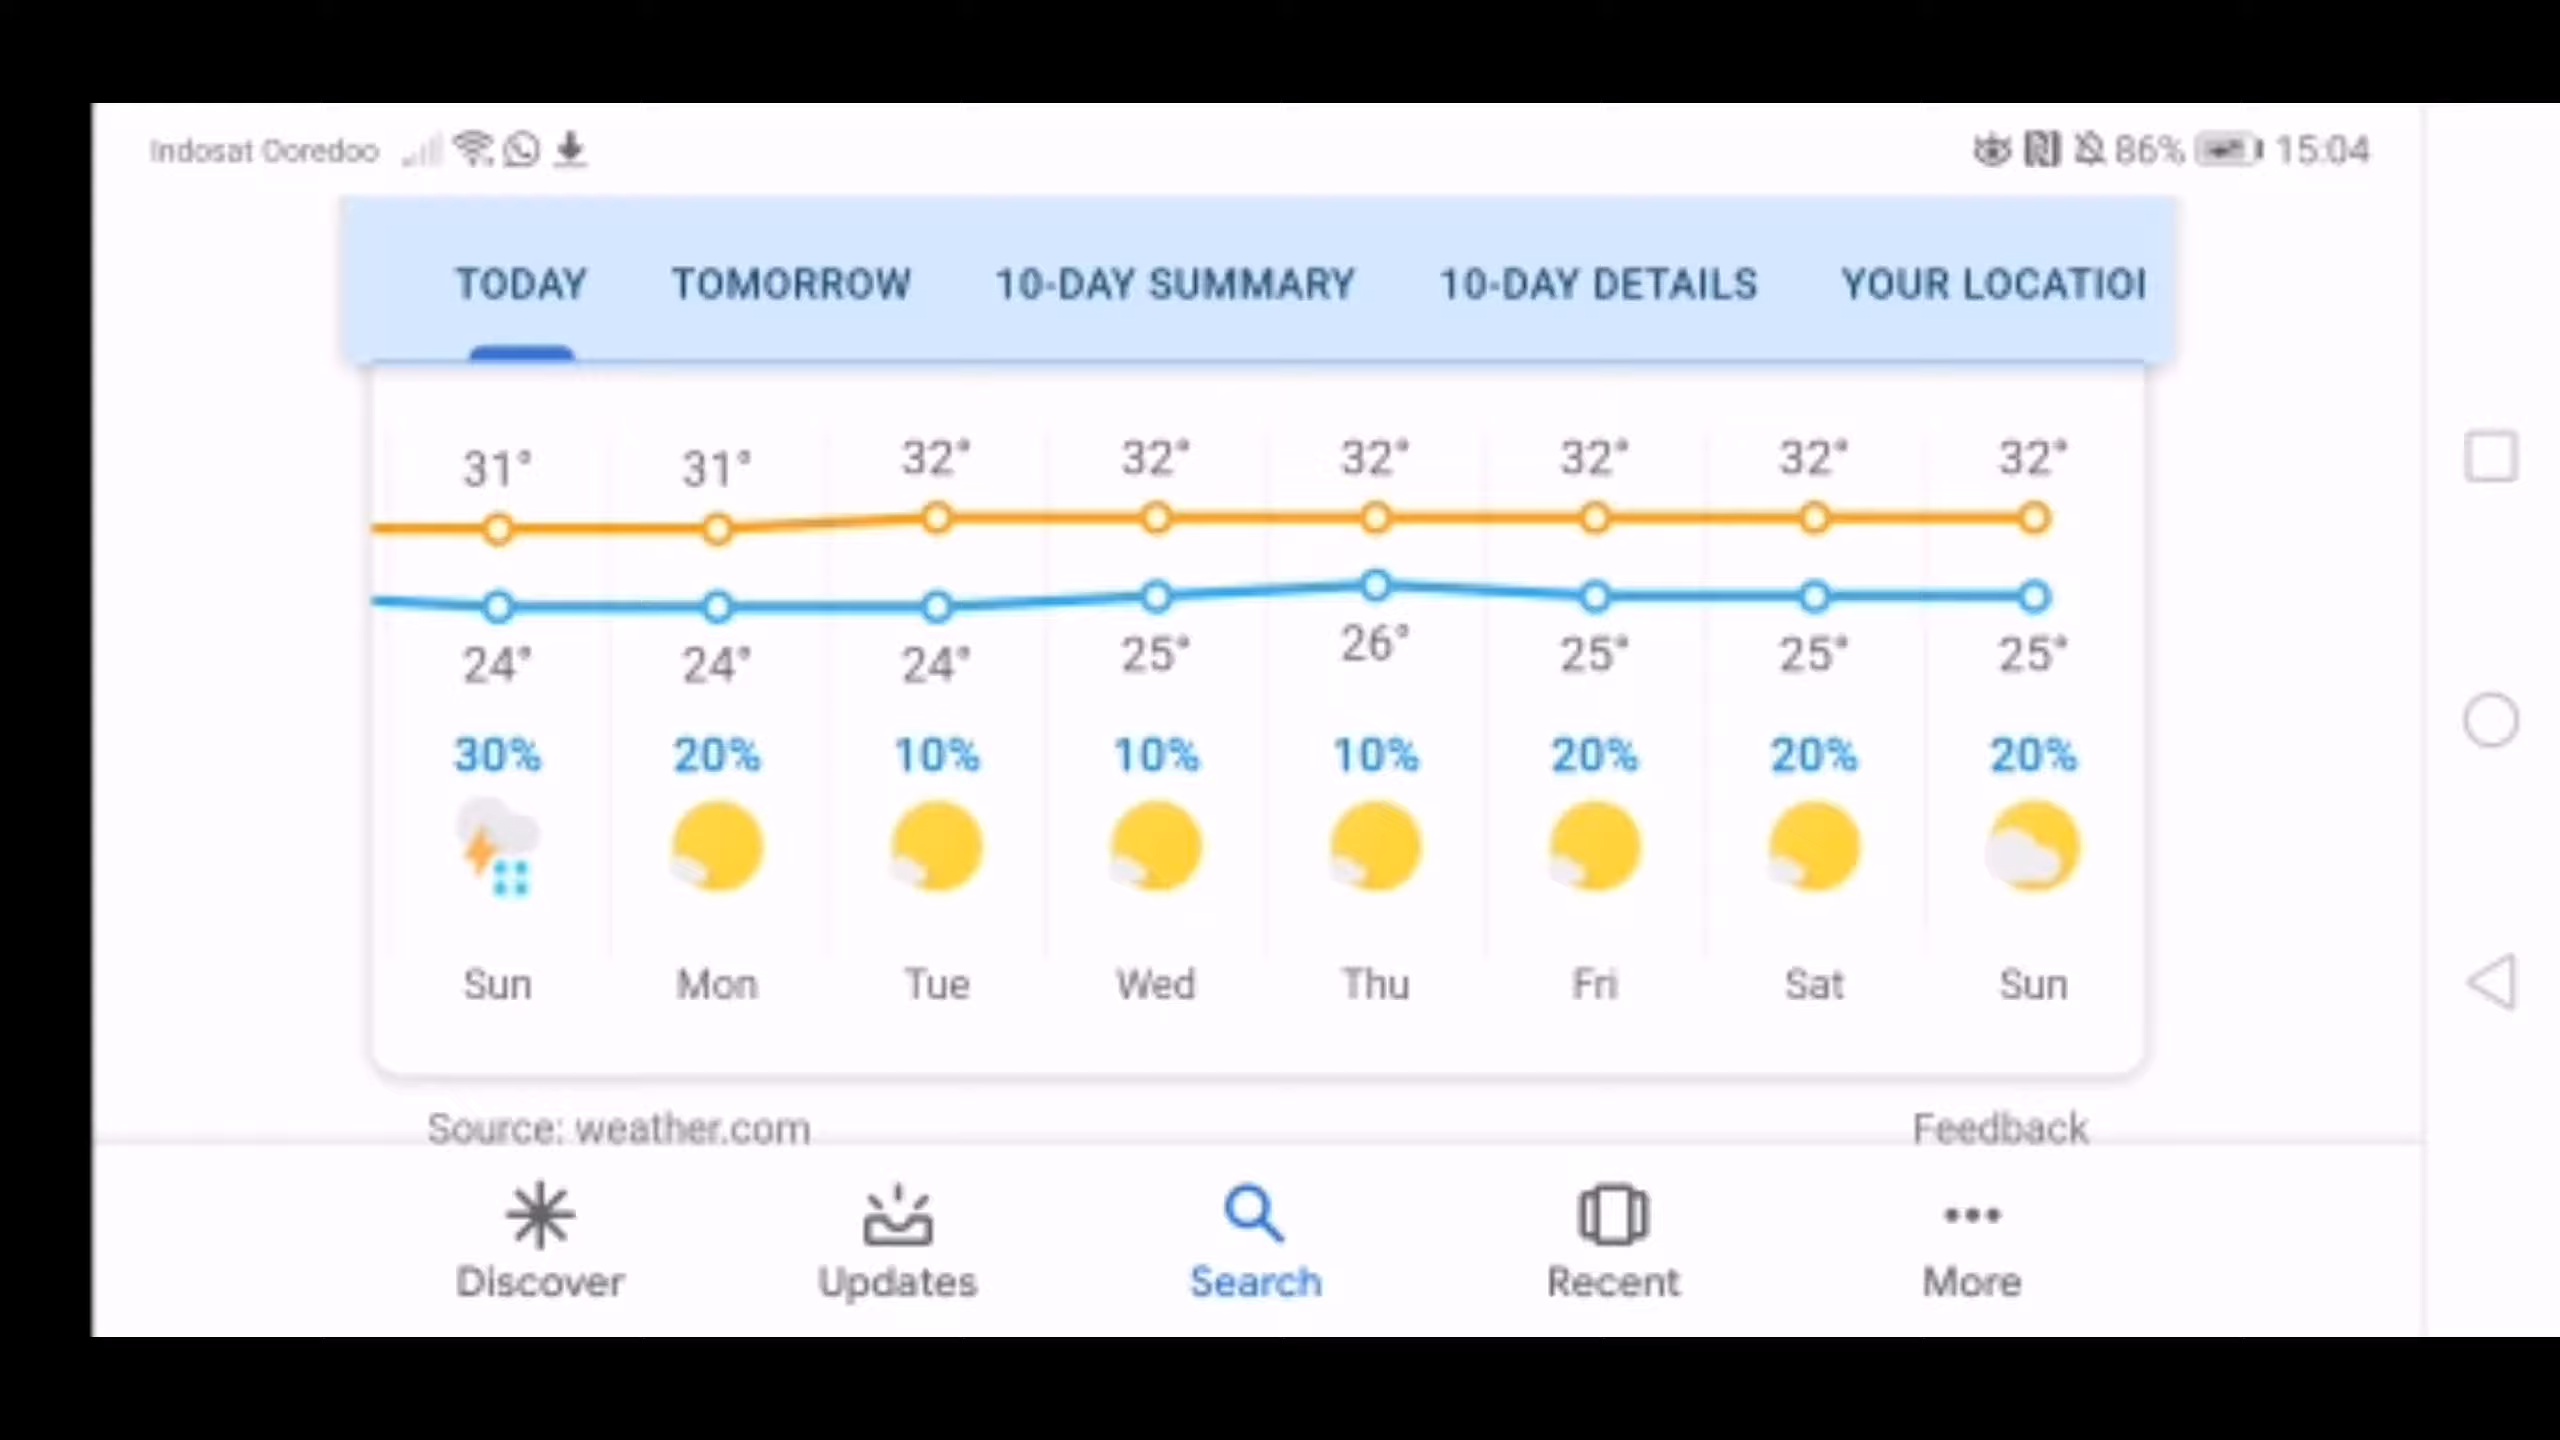 Indosat Ooredoo 86% 15:04
TODAY TOMORROW 10-DAY SUMMARY 10-DAY DETAILS YOUR LOCATIO
31° 31° 32° 32° 32° 32° 32° 32°
24° 24° 24° 25° 26° 25° 25° 25°
30% 20% 10% 10% 10% 20% 20% 20%
Sun Mon Tue Wed Thu Fri Sat Sun
Source: weather.com Feedback
Discover Updates Search Recent More